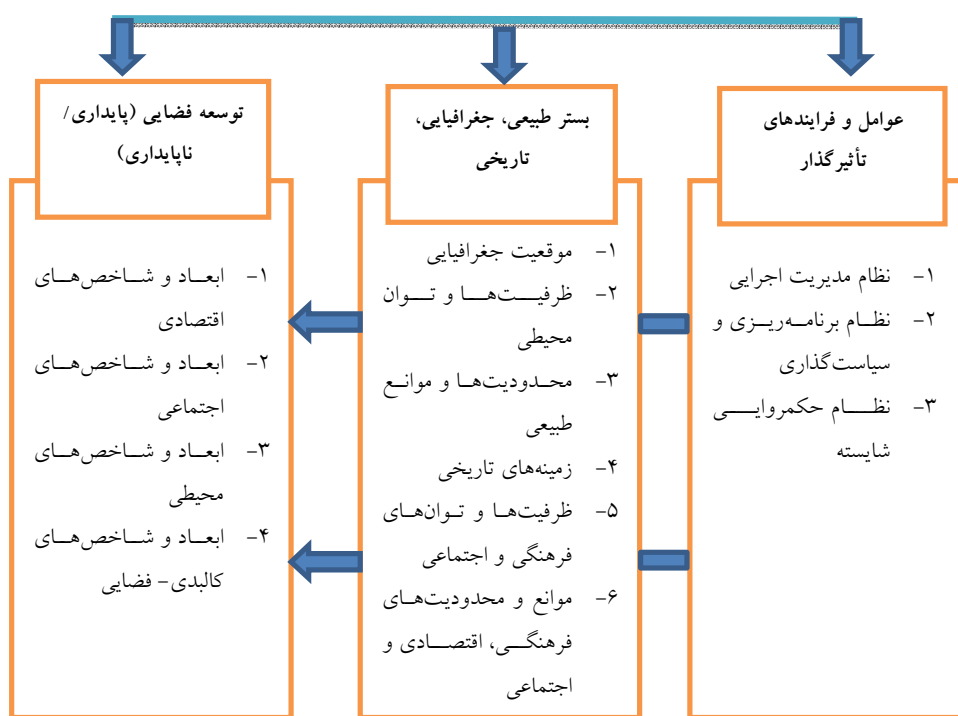 عوامل و فرایندهای
تأثیرگذار
۱- نظام مدیریت اجرایی
۲- نظام برنامه‌ریزی و
سیاست‌گذاری
۳- نظام حکمروایی
شایسته
بستر طبیعی، جغرافیایی،
تاریخی
۱- موقعیت جغرافیایی
۲- ظرفیت‌ها و توان
محیطی
۳- محدودیت‌ها و موانع
طبیعی
۴- زمینه‌های تاریخی
۵- ظرفیت‌ها و توان‌های
فرهنگی و اجتماعی
۶- موانع و محدودیت‌های
فرهنگی، اقتصادی و
اجتماعی
توسعه فضایی (پایداری/
ناپایداری)
۱- ابعاد و شاخص‌های
اقتصادی
۲- ابعاد و شاخص‌های
اجتماعی
۳- ابعاد و شاخص‌های
محیطی
۴- ابعاد و شاخص‌های
کالبدی- فضایی